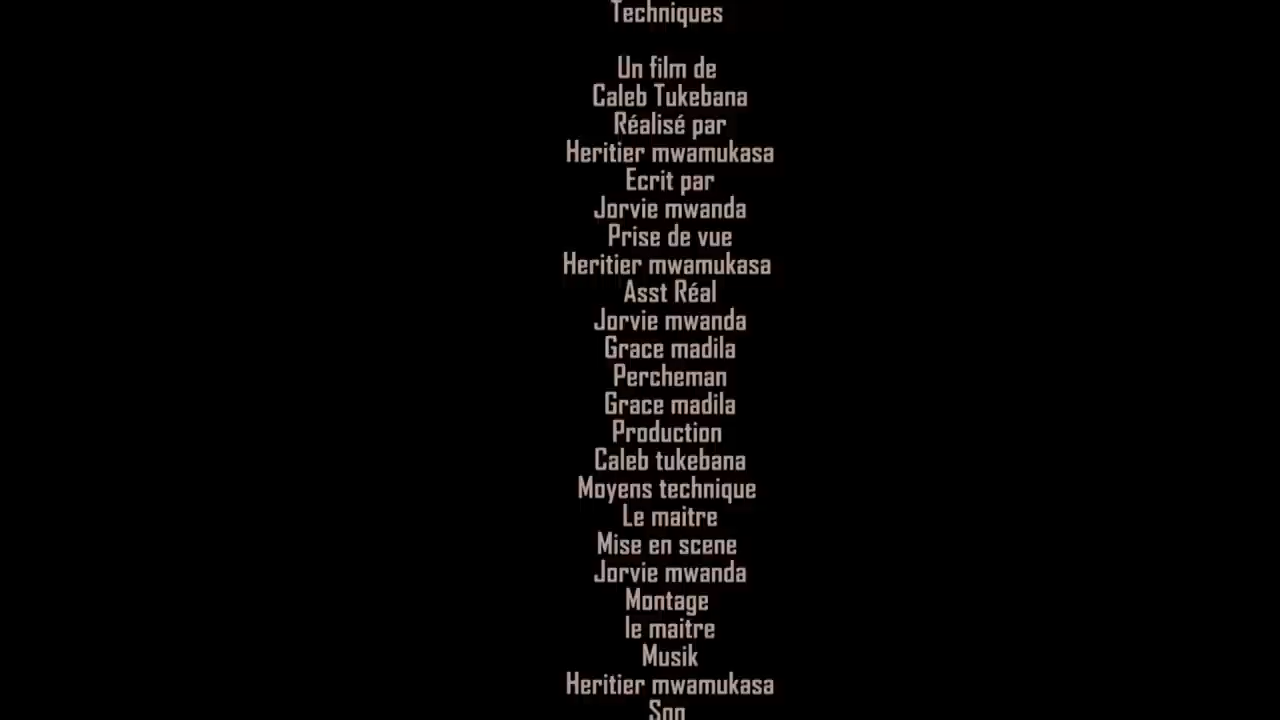 Techniques
Un film de
Caleb Tukebana
Réalisé par
Heritier mwamukasa
Ecrit par
Jorvie mwanda
Prise de vue
Heritier mwamukasa
Asst Réal
Jorvie mwanda
Grace madila
Percheman
Grace madila
Production
Caleb tukebana
Moyens technique
Le maitre
Mise en scene
Jorvie mwanda
Montage
le maitre
Musik
Heritier mwamukasa
Son